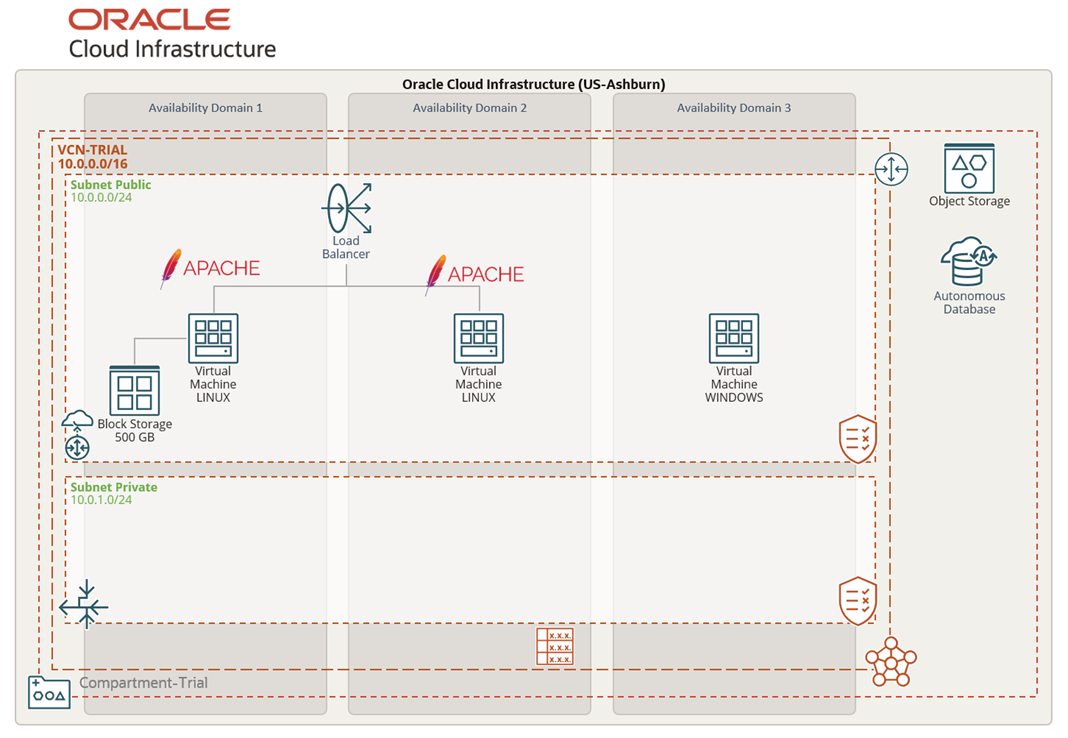 ORACLE
Cloud Infrastructure
Oracle Cloud Infrastructure (US-Ashburn)
Availability Domain 1
Availability Domain 2
Availability Domain 3
VCN-TRIAL
10.0.0.0/16
Subnet Public
10.0.0.0/24
Object Storage
Load
Balancer
APACHE
APACHE
A
Autonomous
Database
Virtual
Machine
LINUX
Virtual
Machine
LINUX
Virtual
Machine
WINDOWS
Block Storage
500 GB
Subnet Private
10.0.1.0/24
x.x.x.
x.x.x.
x.x.x.
Compartment-Trial